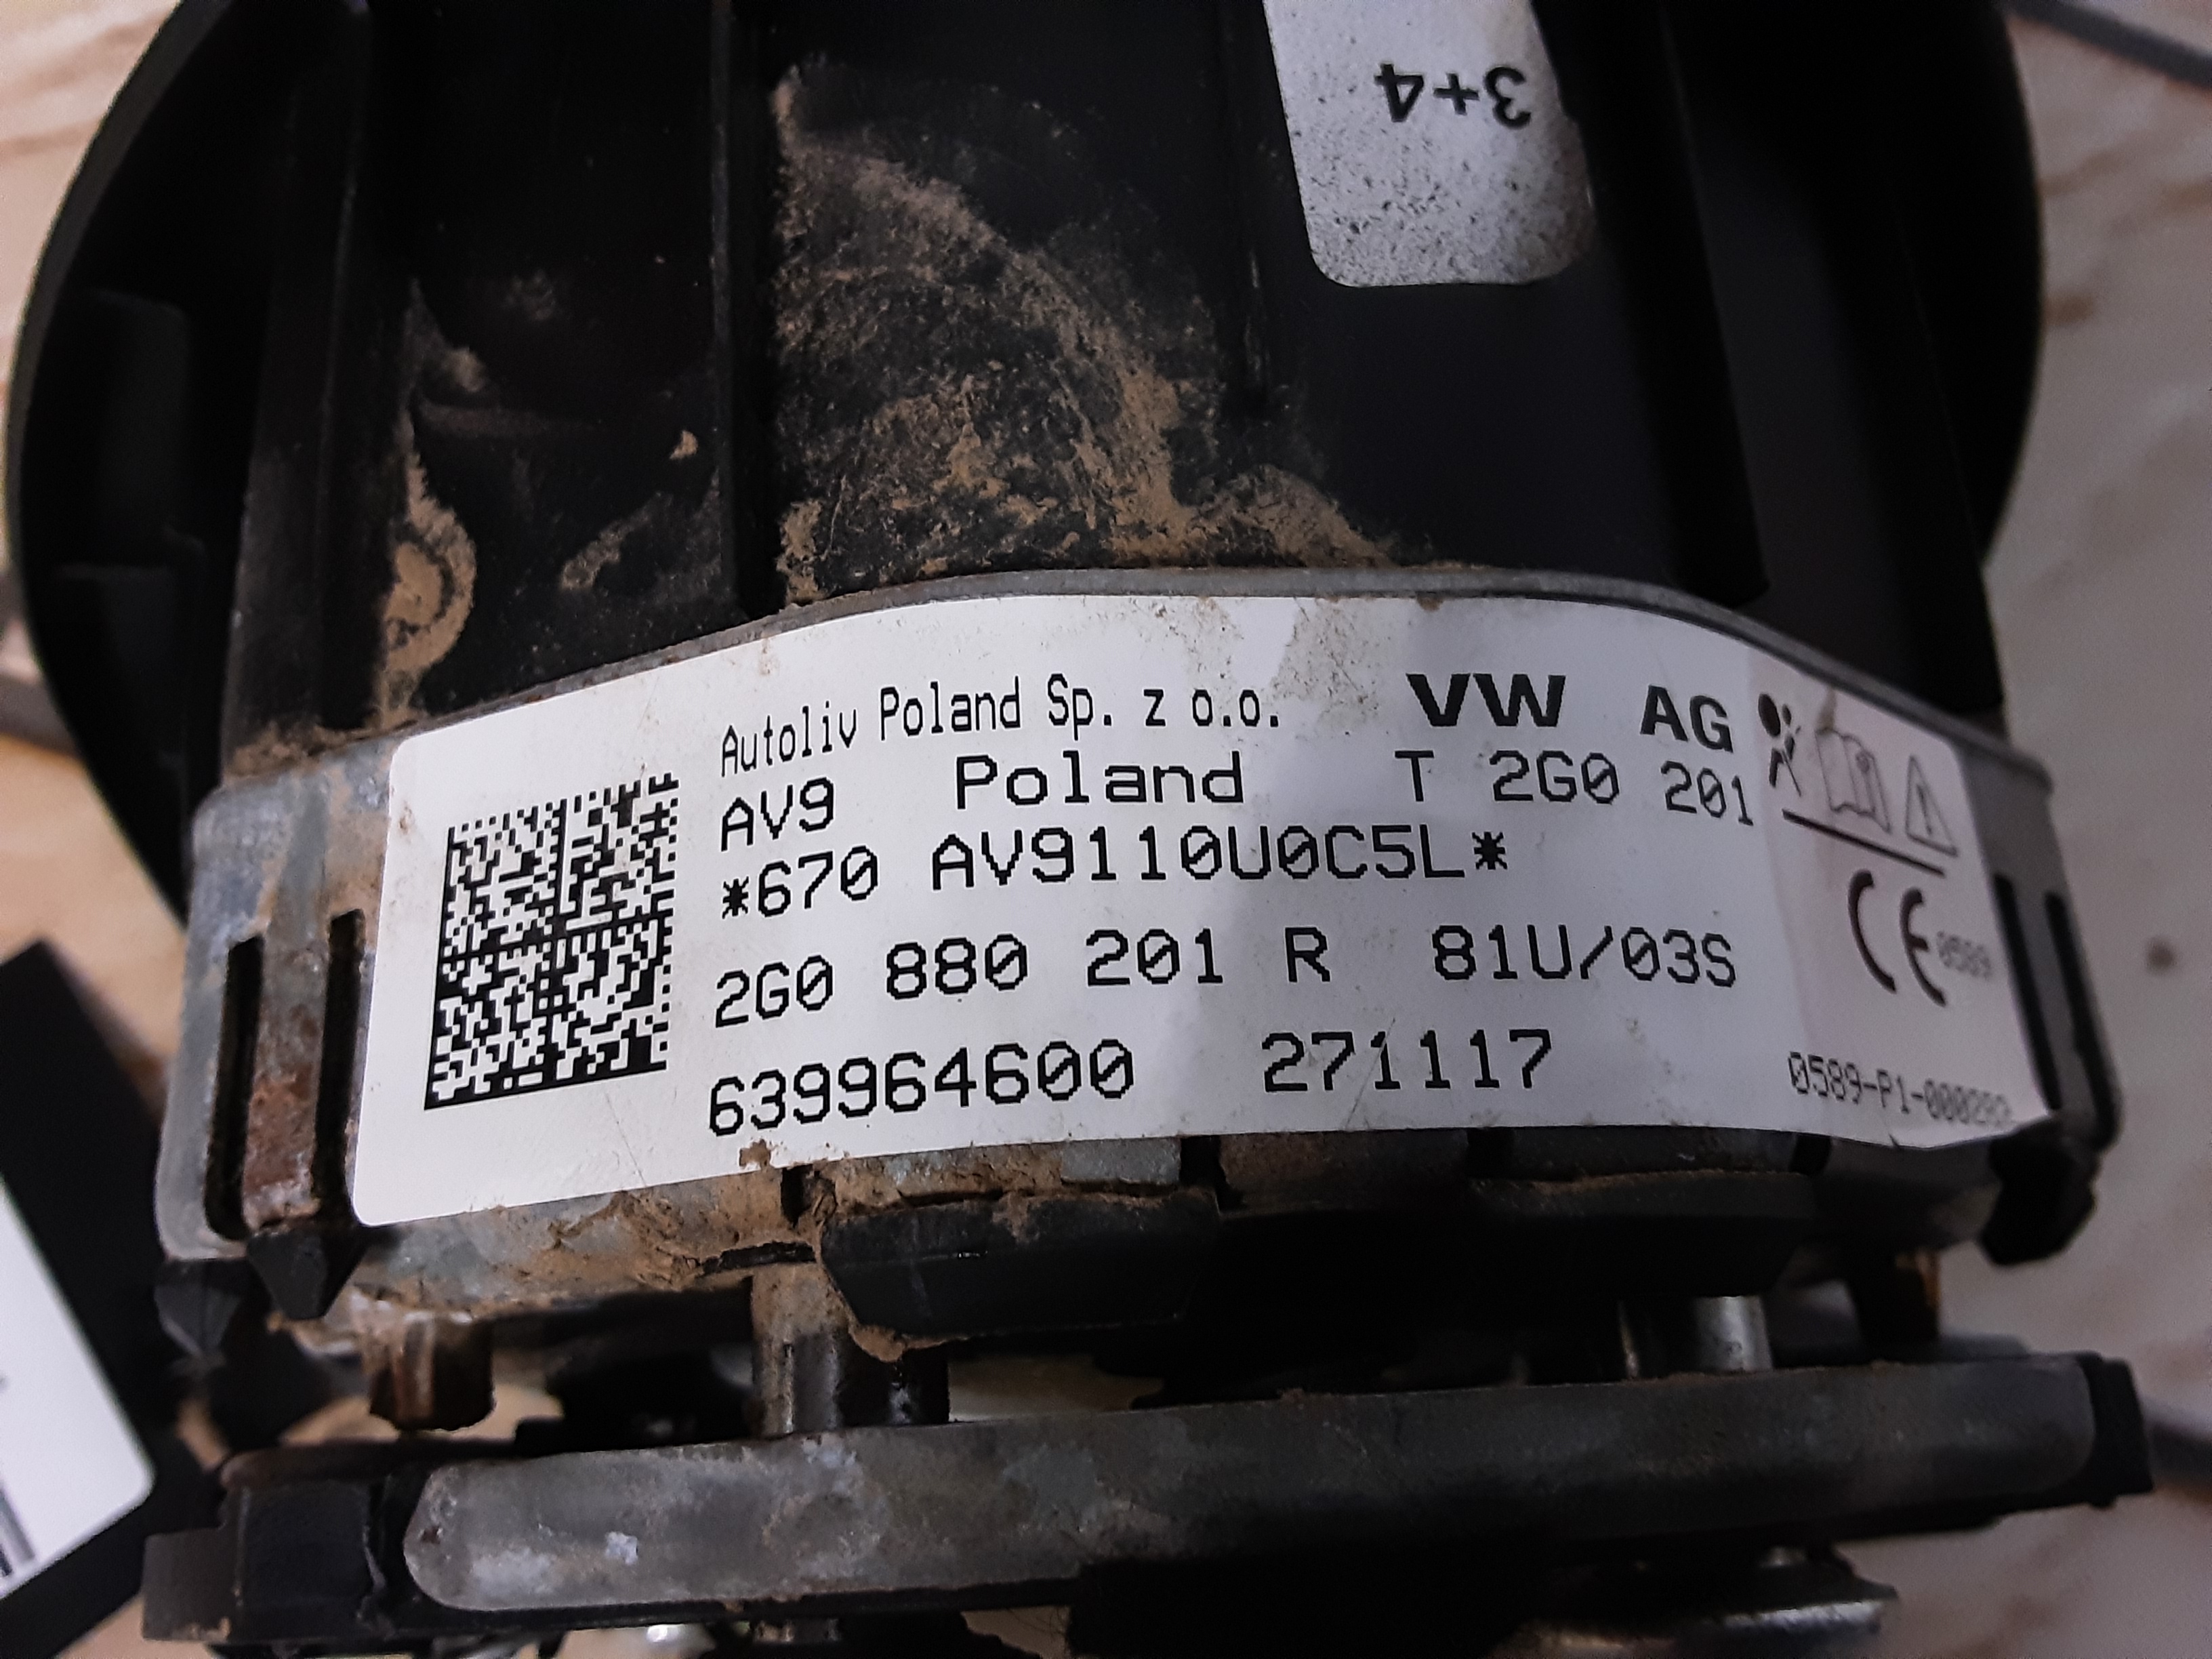 3+4
Autoliv Poland Sp. z o.o. VW AG
AV9 Poland T 2G0 201
*670 AV9110U0C5L*
2G0 880 201 R 81U/03S
CE 0589
639964600 271117